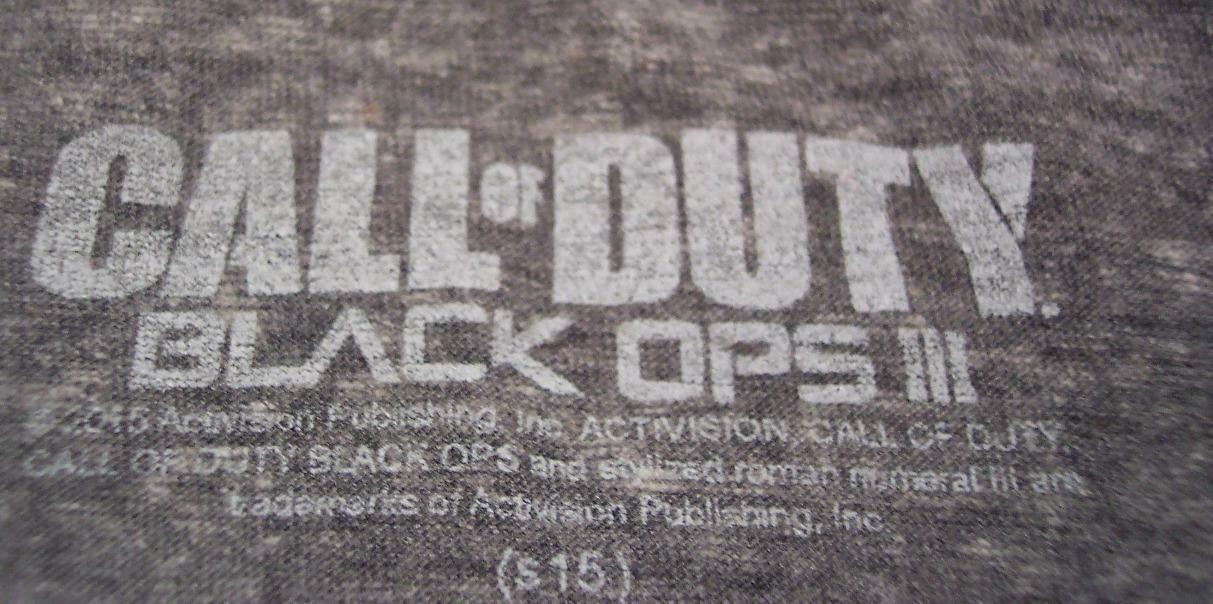 CALL OF DUTY.
BLACK OPS III
© 2015 Activision Publishing, Inc. ACTIVISION, CALL OF DUTY,
CALL OF DUTY BLACK OPS and stylized roman numeral III are
trademarks of Activision Publishing, Inc.
(s15)